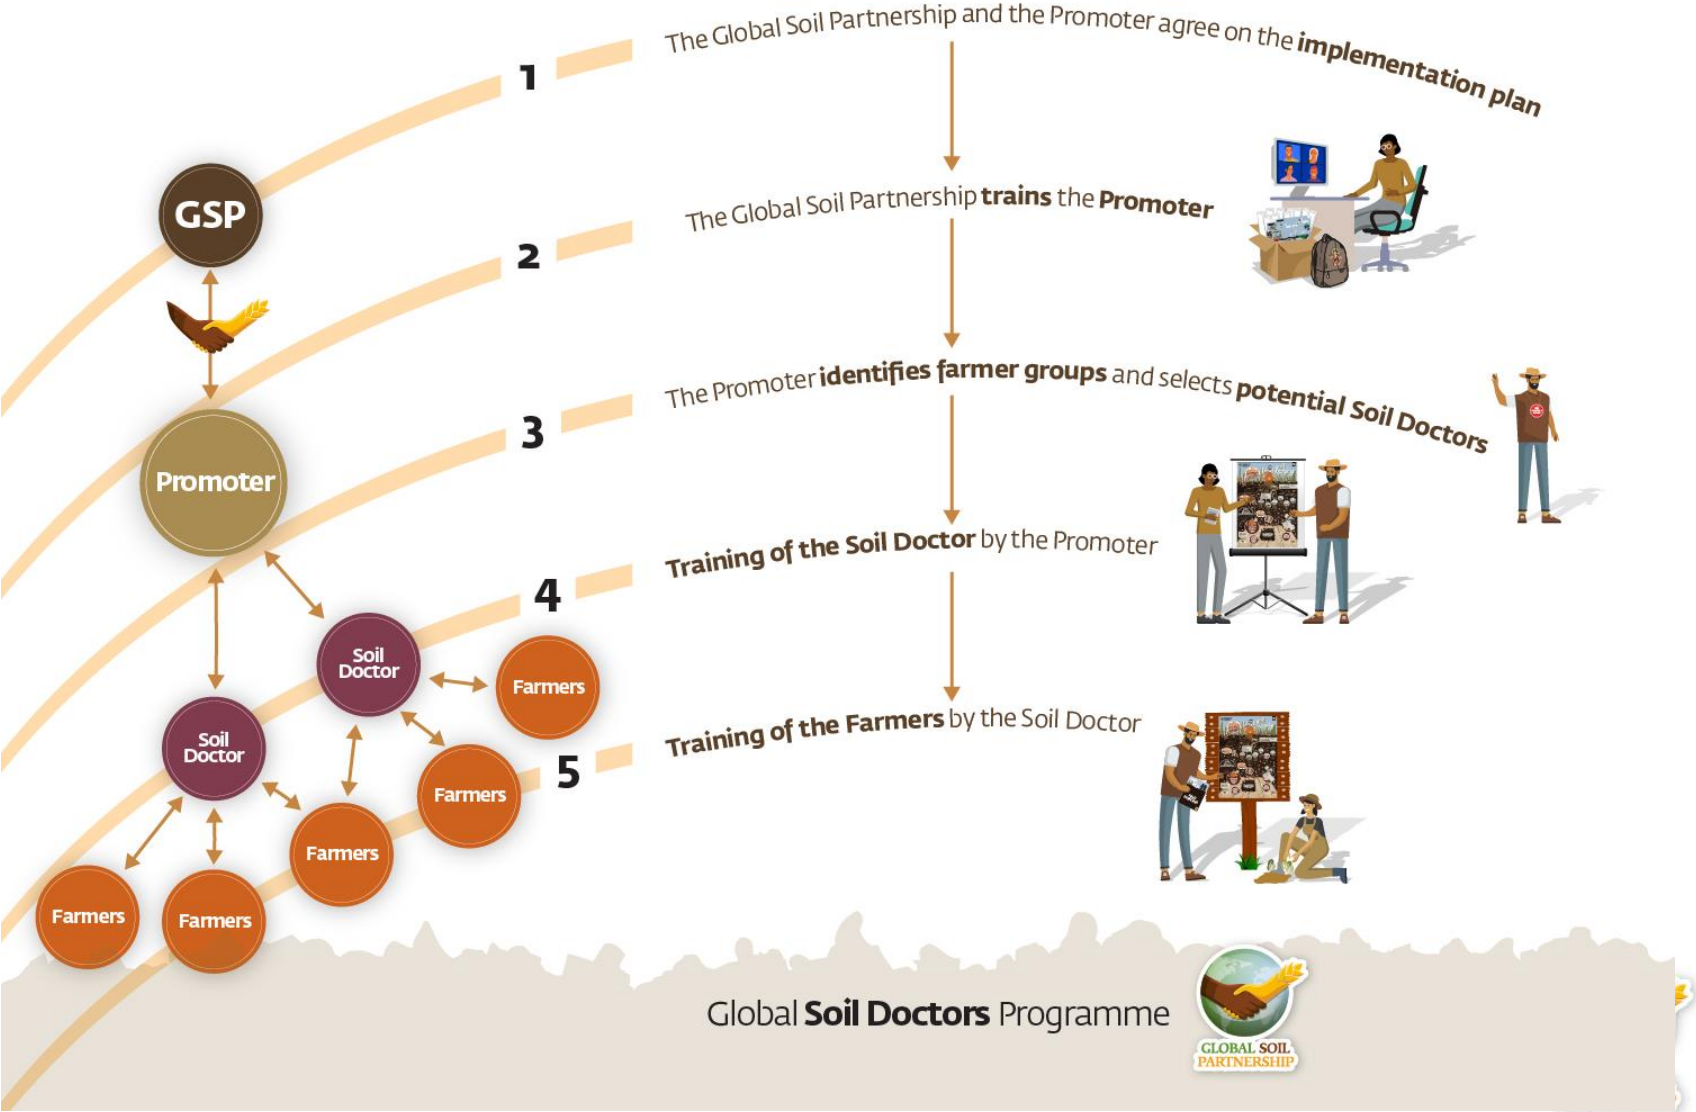 1
The Global Soil Partnership and the Promoter agree on the implementation plan
GSP
2
The Global Soil Partnership trains the Promoter
Promoter
3
The Promoter identifies farmer groups and selects potential Soil Doctors
4
Training of the Soil Doctor by the Promoter
Soil
Doctor
Farmers
Soil
Doctor
5
Training of the Farmers by the Soil Doctor
Farmers
Farmers
Farmers
Farmers
Global Soil Doctors Programme
GLOBAL SOIL
PARTNERSHIP